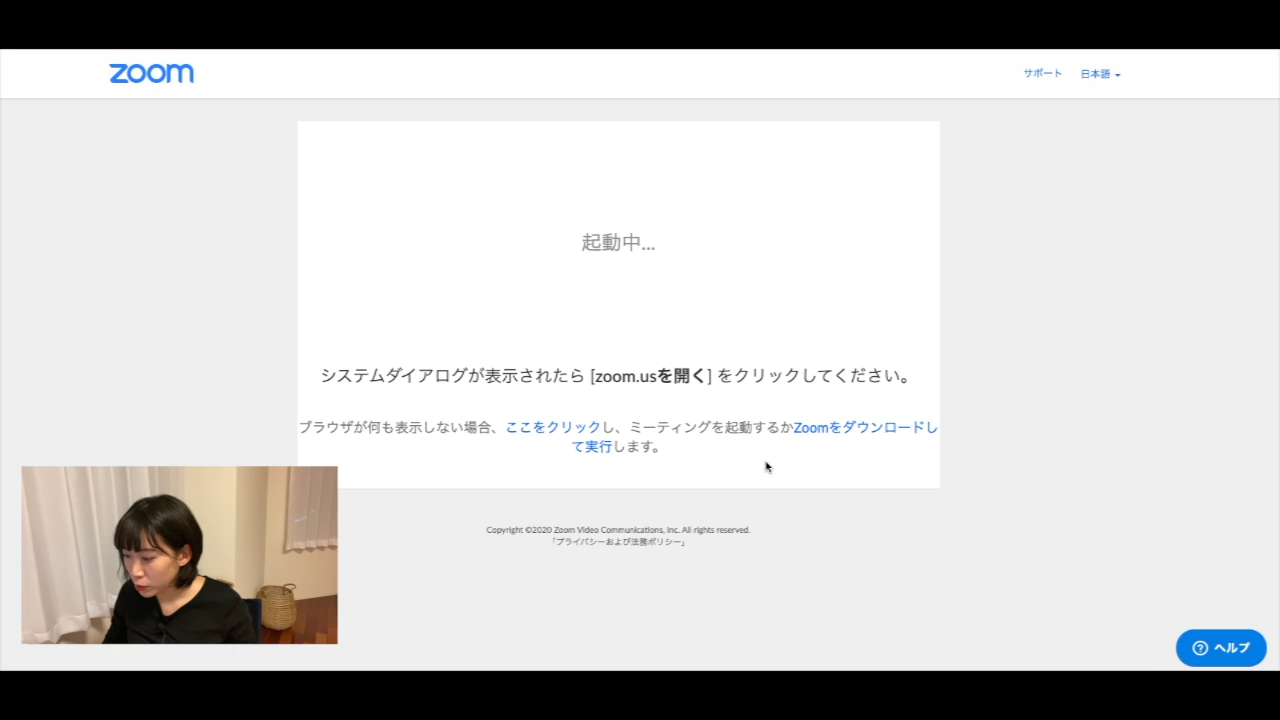 zoom
サポート 日本語
起動中...
システムダイアログが表示されたら [zoom.usを開く] をクリックしてください。
ブラウザが何も表示しない場合、ここをクリックし、ミーティングを起動するかZoomをダウンロードし
て実行します。
Copyright ©2020 Zoom Video Communications, Inc. All rights reserved.
「プライバシーおよび法務ポリシー」
ヘルプ